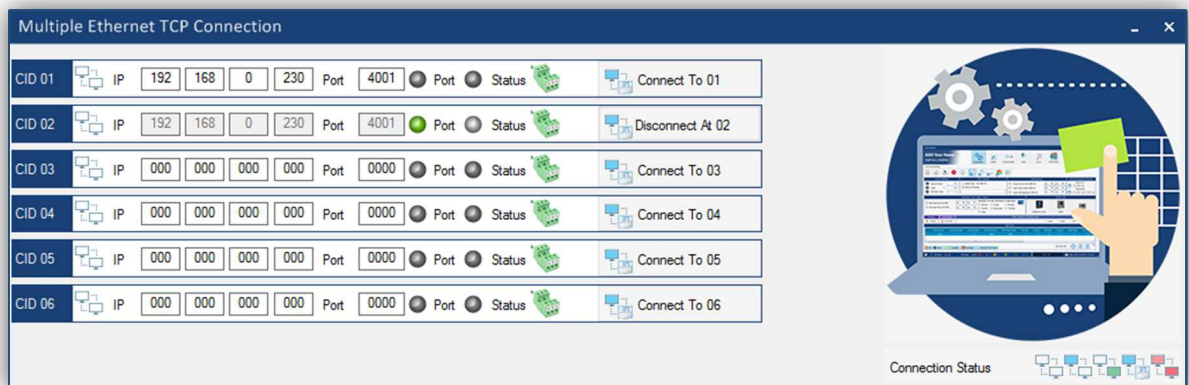 Multiple Ethernet TCP Connection
CID 01 IP 192 168 0 230 Port 4001 Port Status Connect To 01
CID 02 IP 192 168 0 230 Port 4001 Port Status Disconnect At 02
CID 03 IP 000 000 000 000 Port 0000 Port Status Connect To 03
CID 04 IP 000 000 000 000 Port 0000 Port Status Connect To 04
CID 05 IP 000 000 000 000 Port 0000 Port Status Connect To 05
CID 06 IP 000 000 000 000 Port 0000 Port Status Connect To 06
Connection Status